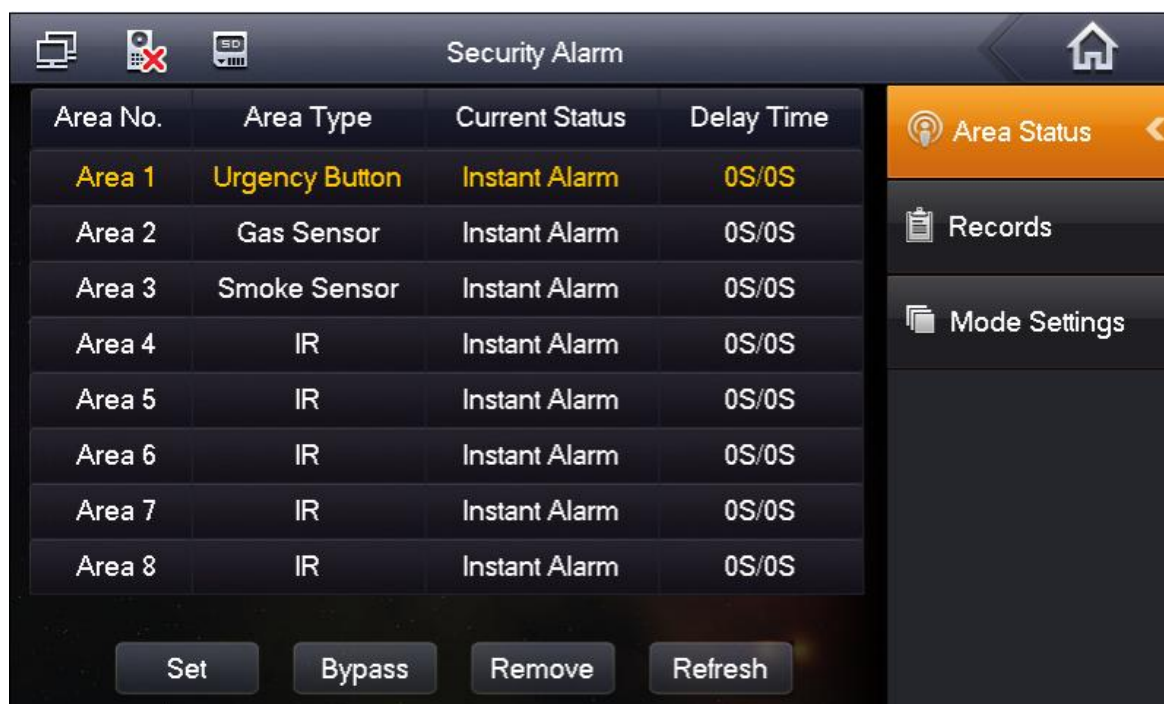 SD
Security Alarm
Area No. Area Type Current Status Delay Time
Area 1 Urgency Button Instant Alarm 0S/0S
Area 2 Gas Sensor Instant Alarm 0S/0S
Area 3 Smoke Sensor Instant Alarm 0S/0S
Area 4 IR Instant Alarm 0S/0S
Area 5 IR Instant Alarm 0S/0S
Area 6 IR Instant Alarm 0S/0S
Area 7 IR Instant Alarm 0S/0S
Area 8 IR Instant Alarm 0S/0S
Set Bypass Remove Refresh
Area Status
Records
Mode Settings